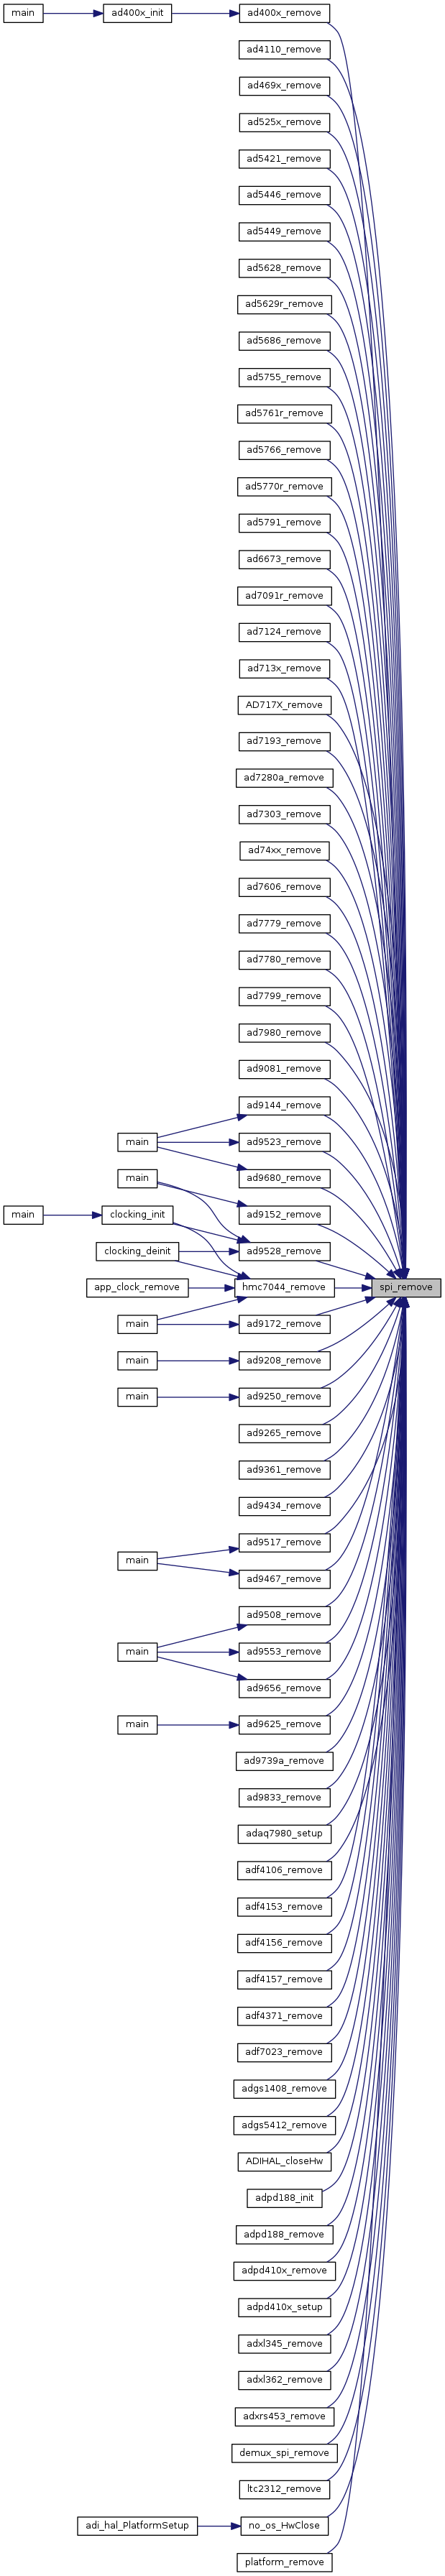 main
ad400x_init
ad400x_remove
ad4110_remove
ad469x_remove
ad525x_remove
ad5421_remove
ad5446_remove
ad5449_remove
ad5628_remove
ad5629r_remove
ad5686_remove
ad5755_remove
ad5761r_remove
ad5766_remove
ad5770r_remove
ad5791_remove
ad6673_remove
ad7091r_remove
ad7124_remove
ad713x_remove
AD717X_remove
ad7193_remove
ad7280a_remove
ad7303_remove
ad74xx_remove
ad7606_remove
ad7779_remove
ad7780_remove
ad7799_remove
ad7980_remove
ad9081_remove
ad9144_remove
main
ad9523_remove
main
ad9680_remove
main
clocking_init
ad9152_remove
clocking_deinit
ad9528_remove
app_clock_remove
hmc7044_remove
spi_remove
main
ad9172_remove
main
ad9208_remove
main
ad9250_remove
ad9265_remove
ad9361_remove
ad9434_remove
ad9517_remove
main
ad9467_remove
ad9508_remove
main
ad9553_remove
ad9656_remove
main
ad9625_remove
ad9739a_remove
ad9833_remove
adaq7980_setup
adf4106_remove
adf4153_remove
adf4156_remove
adf4157_remove
adf4371_remove
adf7023_remove
adgs1408_remove
adgs5412_remove
ADIHAL_closeHw
adpd188_init
adpd188_remove
adpd410x_remove
adpd410x_setup
adxl345_remove
adxl362_remove
adxrs453_remove
demux_spi_remove
ltc2312_remove
adi_hal_PlatformSetup
no_os_HwClose
platform_remove